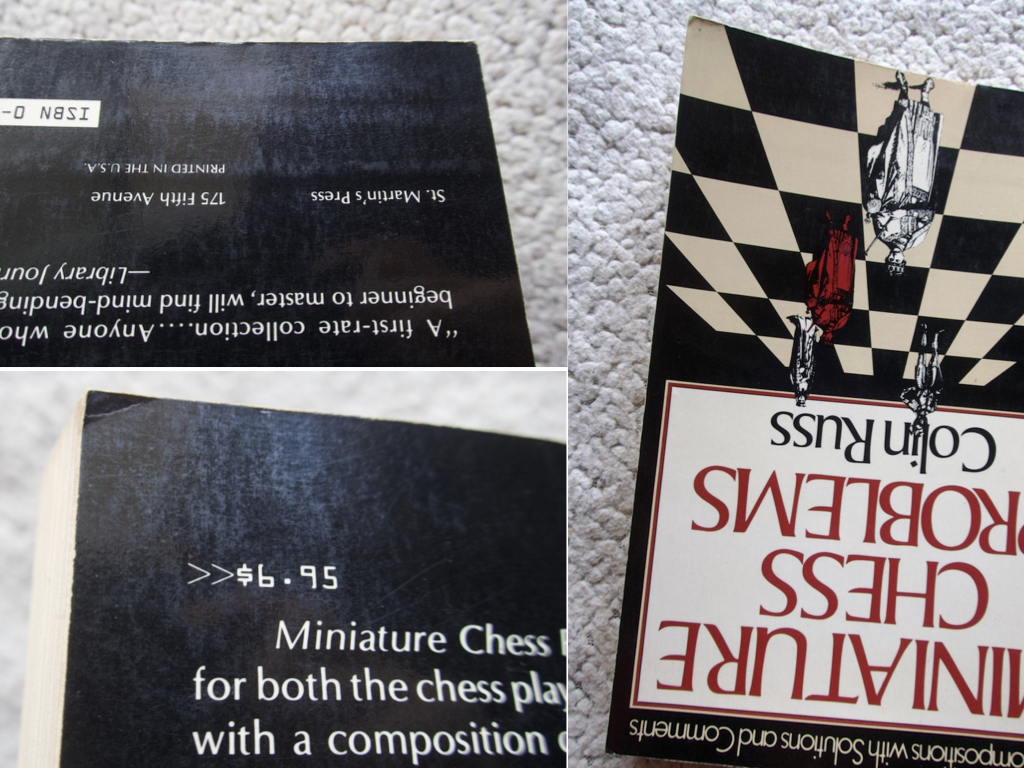 "A first-rate collection....Anyone who
beginner to master, will find mind-bending
—Library Jour
St. Martin's Press
175 Fifth Avenue
PRINTED IN THE U.S.A.
ISBN 0-
>>$6.95
Miniature Chess
for both the chess play
with a composition
ompositions with Solutions and Comments
MINIATURE
CHESS
PROBLEMS
Colin Russ